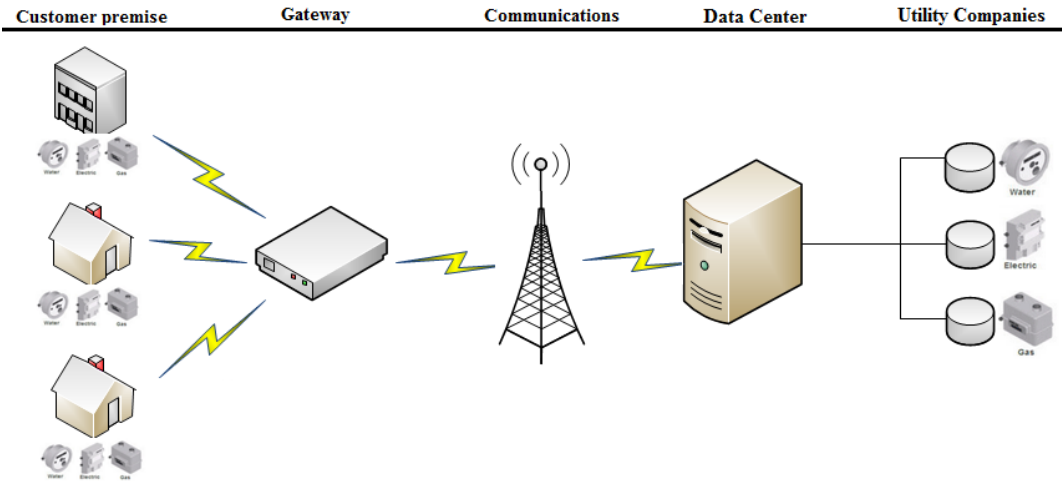 Customer premise Gateway Communications Data Center Utility Companies
Water Electric Gas
Water
Water Electric Gas
Electric
Gas
Water Electric Gas